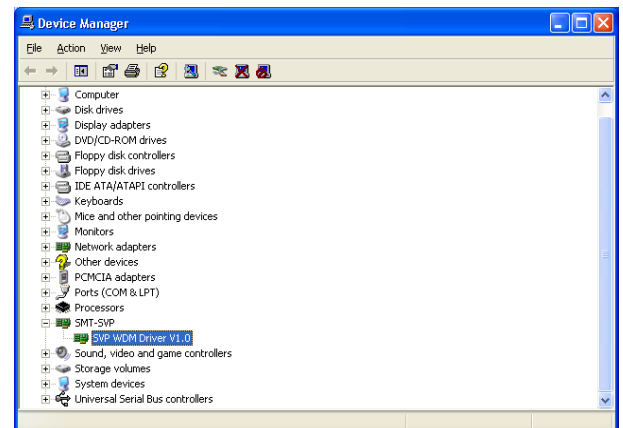 Device Manager
File Action View Help
Computer
Disk drives
Display adapters
DVD/CD-ROM drives
Floppy disk controllers
Floppy disk drives
IDE ATA/ATAPI controllers
Keyboards
Mice and other pointing devices
Monitors
Network adapters
Other devices
PCMCIA adapters
Ports (COM & LPT)
Processors
SMT-SVP
SVP WDM Driver V1.0
Sound, video and game controllers
Storage volumes
System devices
Universal Serial Bus controllers